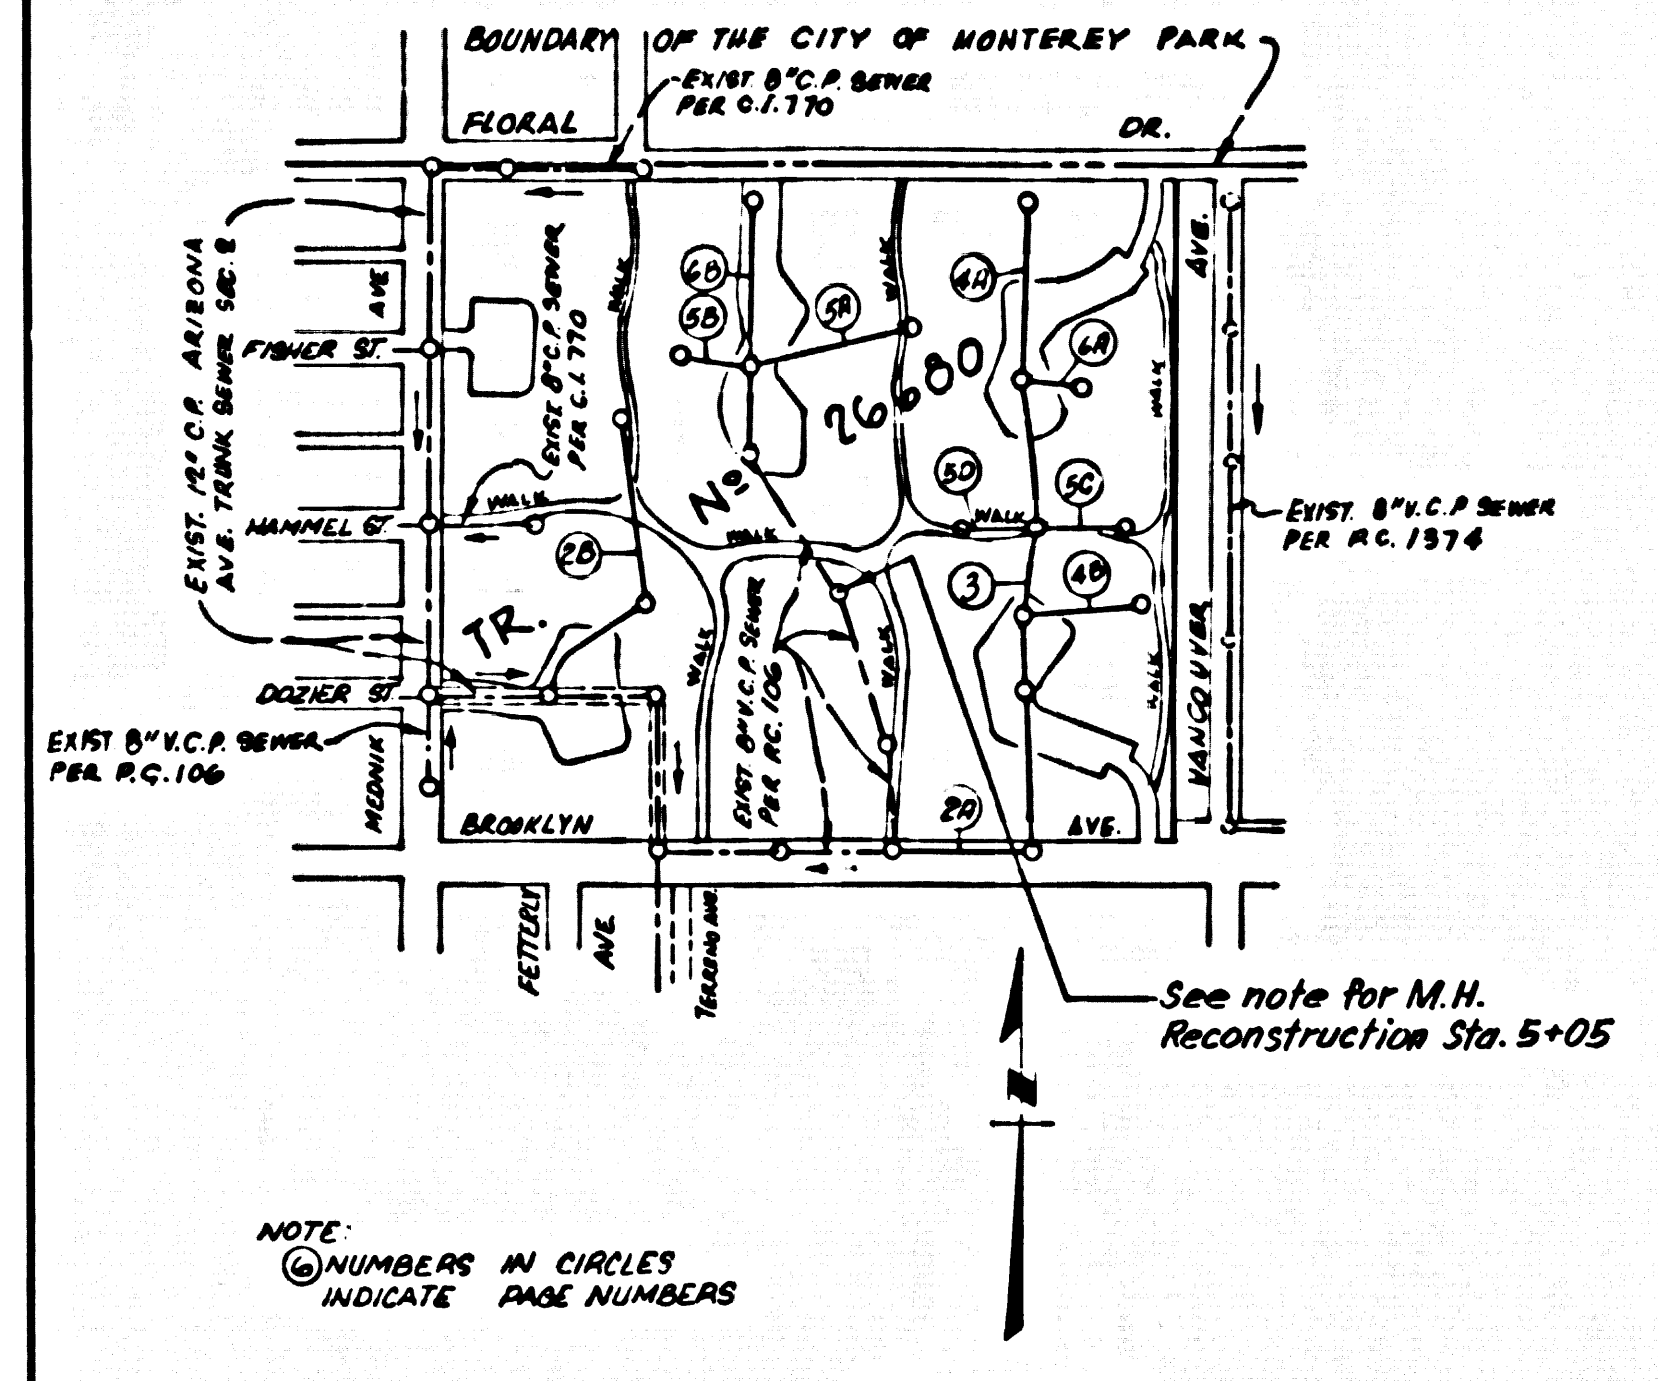 BOUNDARY OF THE CITY OF MONTEREY PARK
EXIST. 8" C.P. SEWER
PER C.I. 770
FLORAL DR.
EXIST. 12" C.P. ARIZONA
AVE. TRUNK SEWER SEC. 2
AVE
EXIST 8" C.P. SEWER
PER C.I. 770
WALK
6B
5B
5A
WALK
4A
6A
AVE.
FISHER ST.
WALK
TR. No. 26680
5D
5C
WALK
WALK
HAMMEL ST.
WALK
2B
3
4B
EXIST. 8" V.C.P SEWER
PER P.C. 1374
WALK
EXIST. 8" V.C.P. SEWER
PER P.C. 106
WALK
WALK
VANCOUVER
DOZIER ST.
EXIST 8" V.C.P. SEWER
PER P.C. 106
MEDNIK
BROOKLYN AVE.
2A
FETTERLY
AVE.
See note for M.H.
Reconstruction Sta. 5+05
N
NOTE:
6 NUMBERS IN CIRCLES
INDICATE PAGE NUMBERS